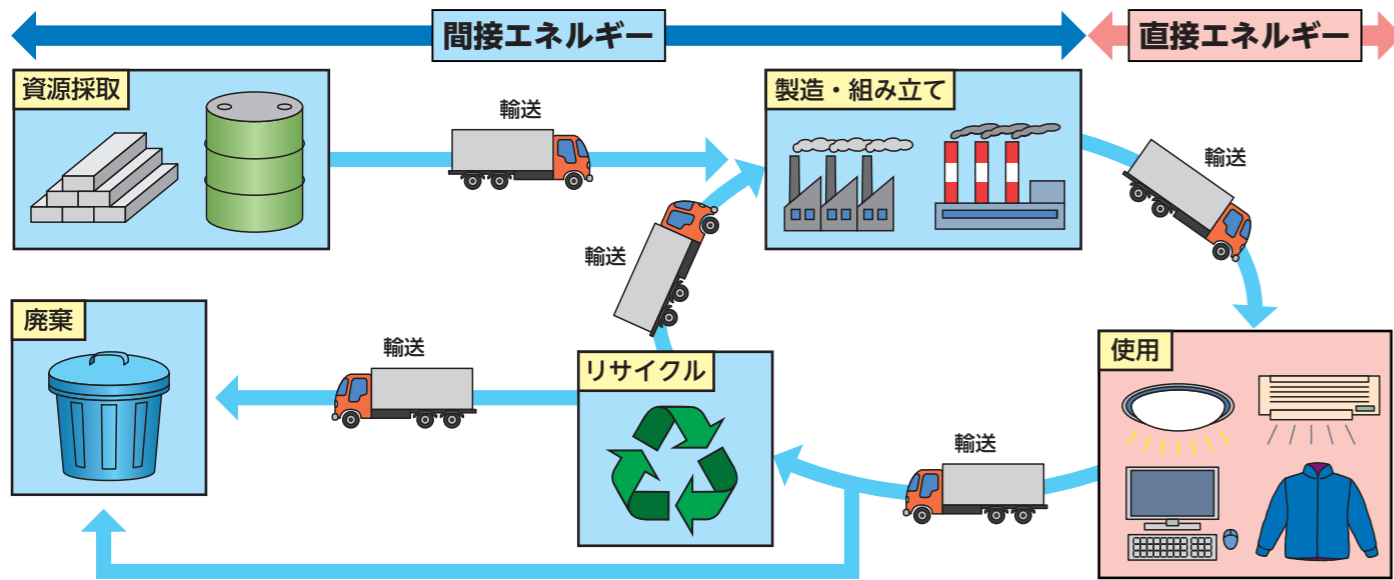 間接エネルギー
直接エネルギー
資源採取
輸送
製造・組み立て
輸送
輸送
廃棄
輸送
リサイクル
使用
輸送